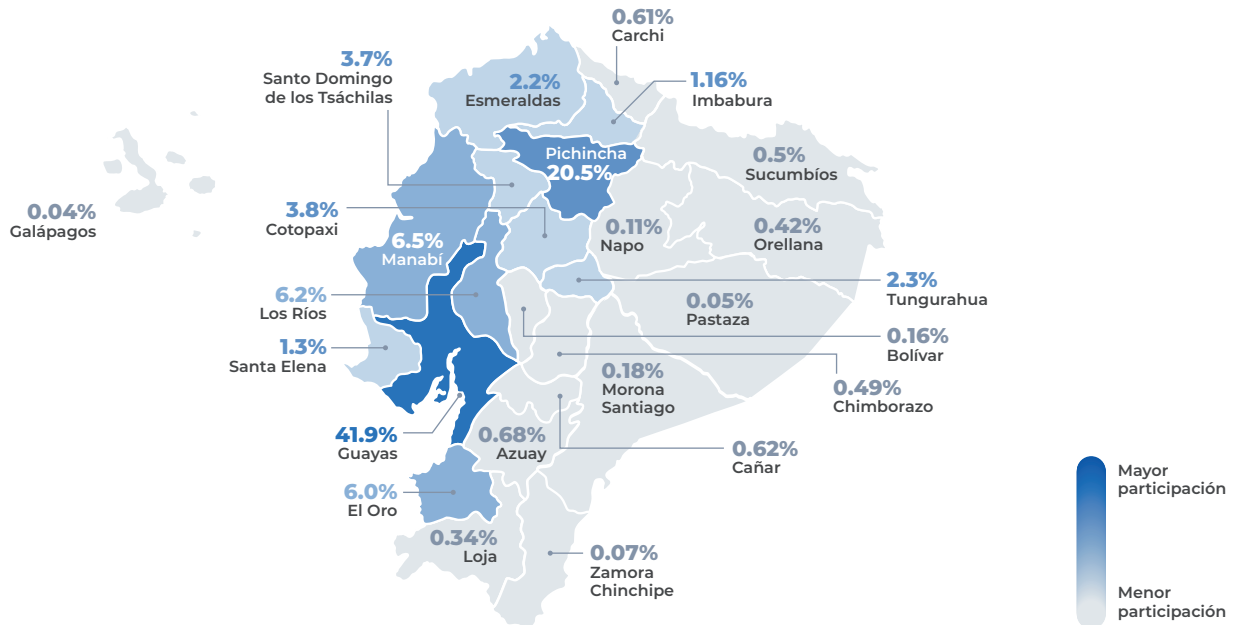 0.61%
Carchi
3.7%
Santo Domingo
de los Tsáchilas
2.2%
Esmeraldas
1.16%
Imbabura
Pichincha
20.5%
0.5%
Sucumbíos
0.04%
Galápagos
3.8%
Cotopaxi
6.5%
Manabí
0.11%
Napo
0.42%
Orellana
6.2%
Los Ríos
2.3%
Tungurahua
0.05%
Pastaza
1.3%
Santa Elena
0.16%
Bolívar
0.18%
Morona
Santiago
0.49%
Chimborazo
41.9%
Guayas
0.68%
Azuay
0.62%
Cañar
6.0%
El Oro
0.34%
Loja
0.07%
Zamora
Chinchipe
Mayor
participación
Menor
participación